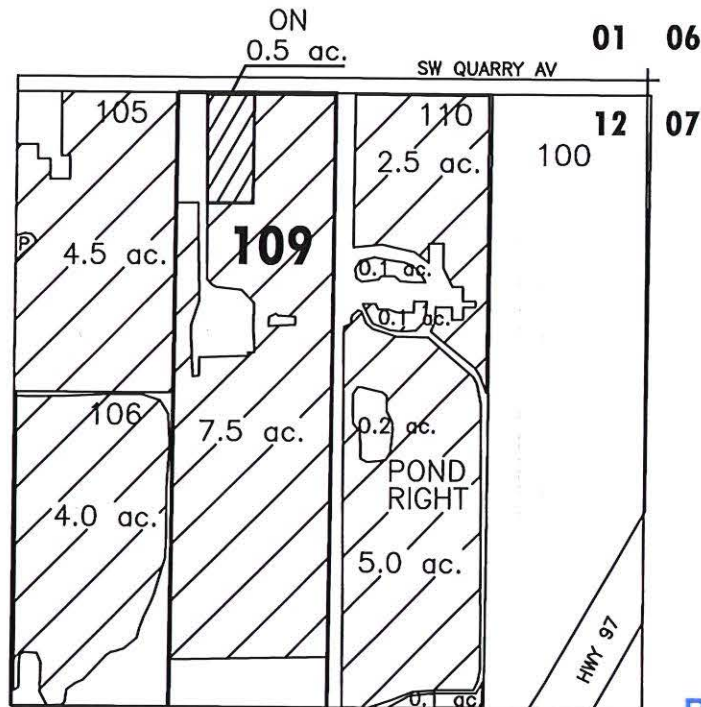 ON
0.5 ac.
01 06
SW QUARRY AV
12 07
105
110
100
2.5 ac.
P
4.5 ac.
109
0.1 ac.
0.1 ac.
106
7.5 ac.
0.2 ac.
POND
RIGHT
4.0 ac.
5.0 ac.
HWY 97
0.1 ac